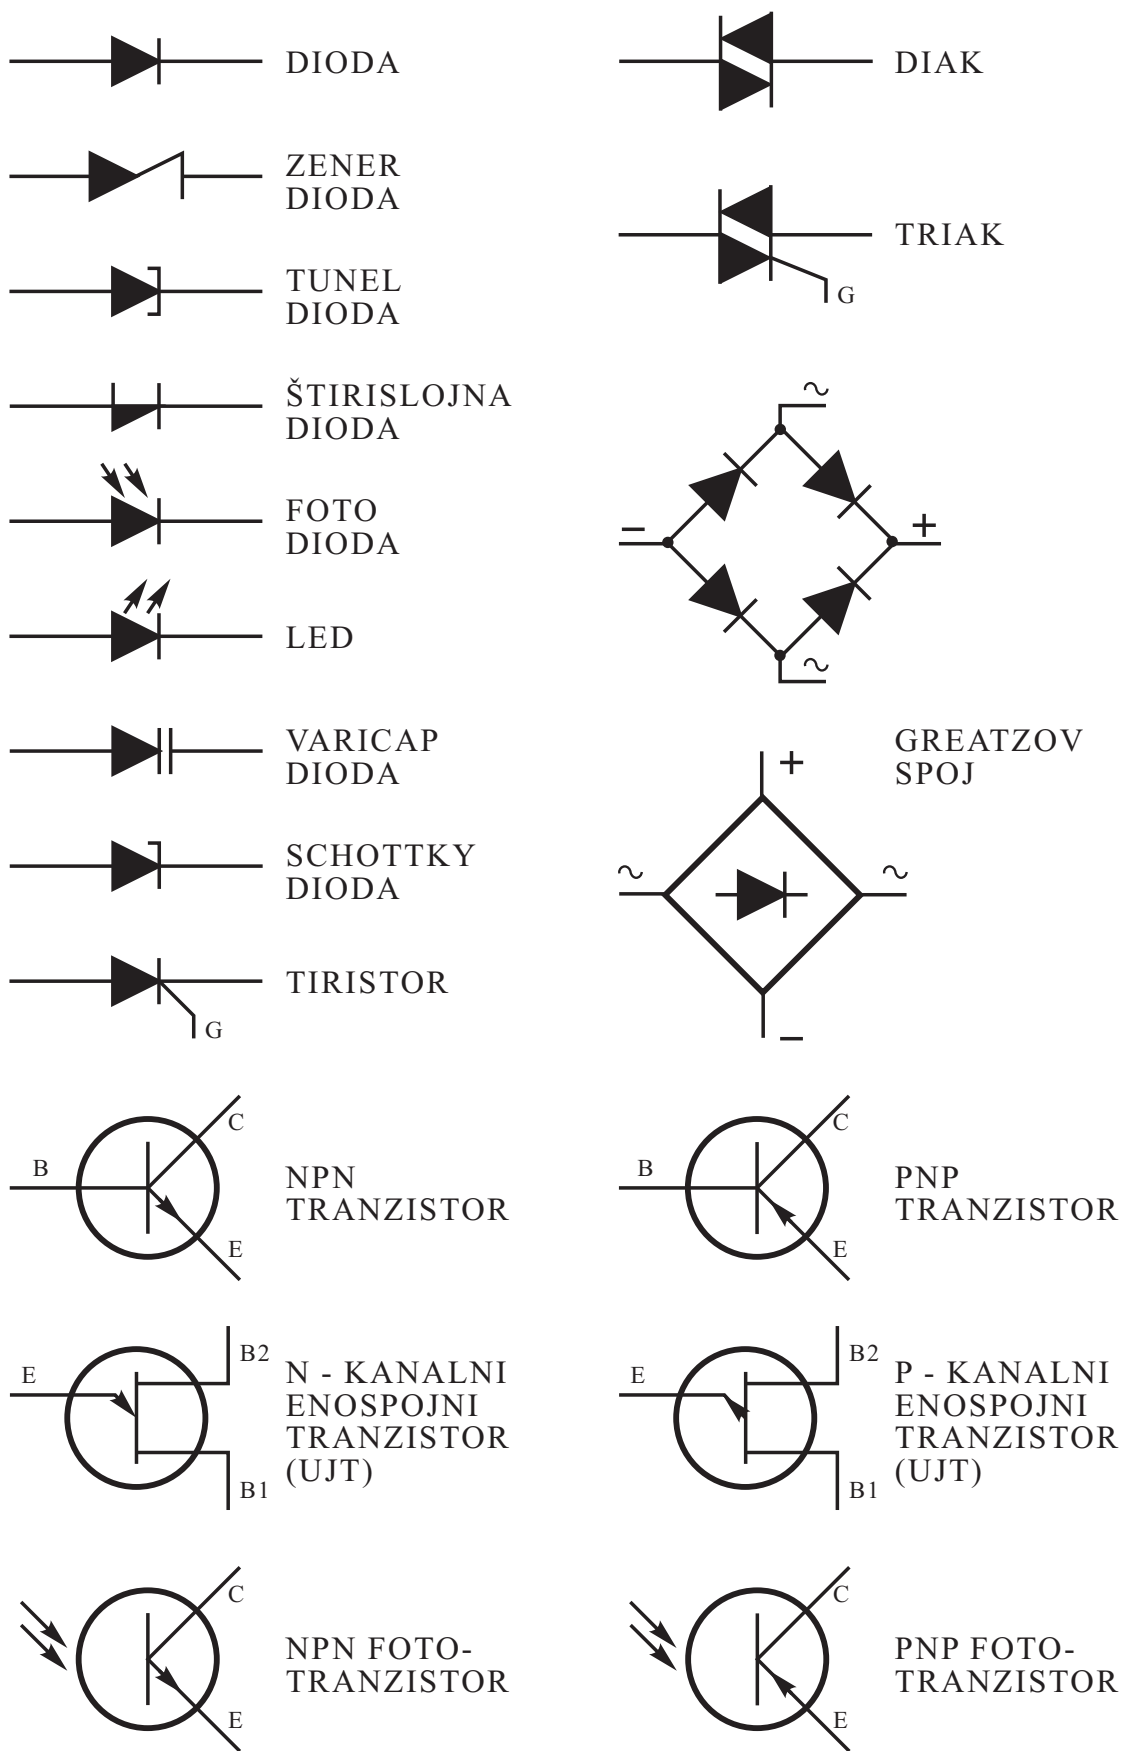 DIODA
ZENER
DIODA
TUNEL
DIODA
ŠTIRISLOJNA
DIODA
FOTO
DIODA
LED
VARICAP
DIODA
SCHOTTKY
DIODA
TIRISTOR
G
DIAK
TRIAK
G
~
−
+
~
GREATZOV
SPOJ
+
~
~
−
B
C
E
NPN
TRANZISTOR
B
C
E
PNP
TRANZISTOR
E
B2
B1
N - KANALNI
ENOSPOJNI
TRANZISTOR
(UJT)
E
B2
B1
P - KANALNI
ENOSPOJNI
TRANZISTOR
(UJT)
C
E
NPN FOTO-
TRANZISTOR
C
E
PNP FOTO-
TRANZISTOR